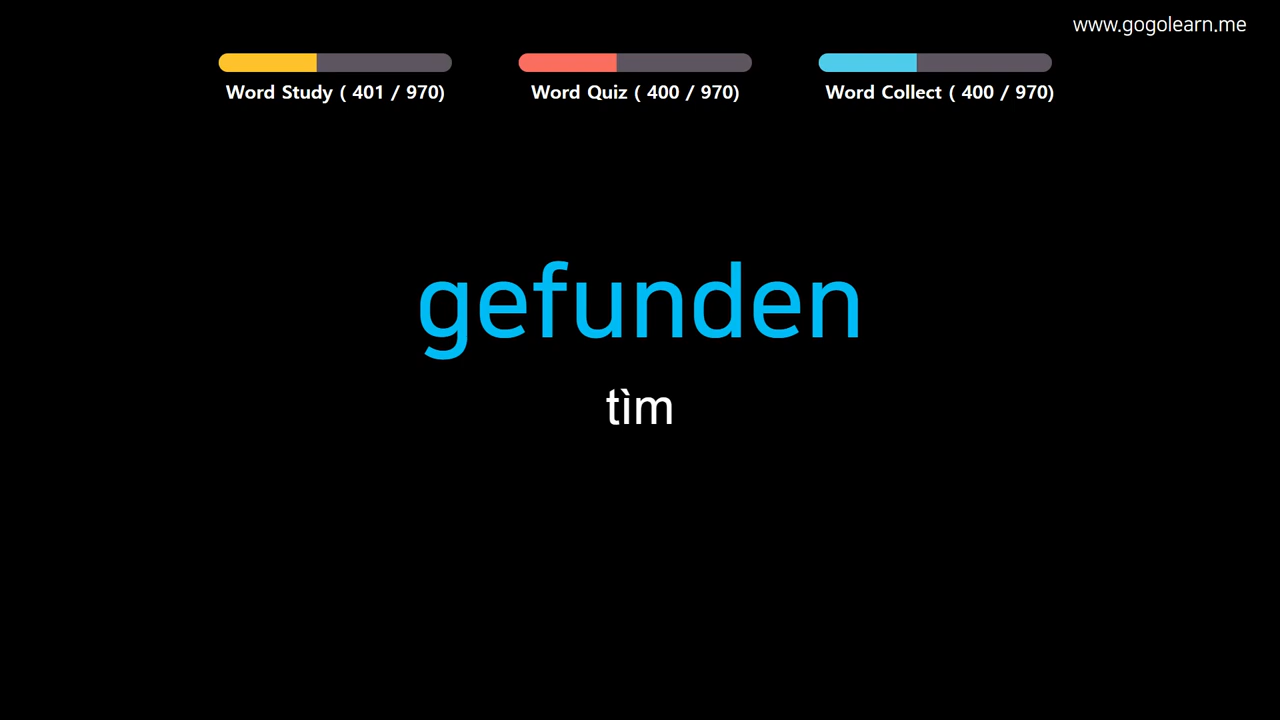 www.gogolearn.me
Word Study ( 401 / 970)
Word Quiz ( 400 / 970)
Word Collect ( 400 / 970)
gefunden
tìm